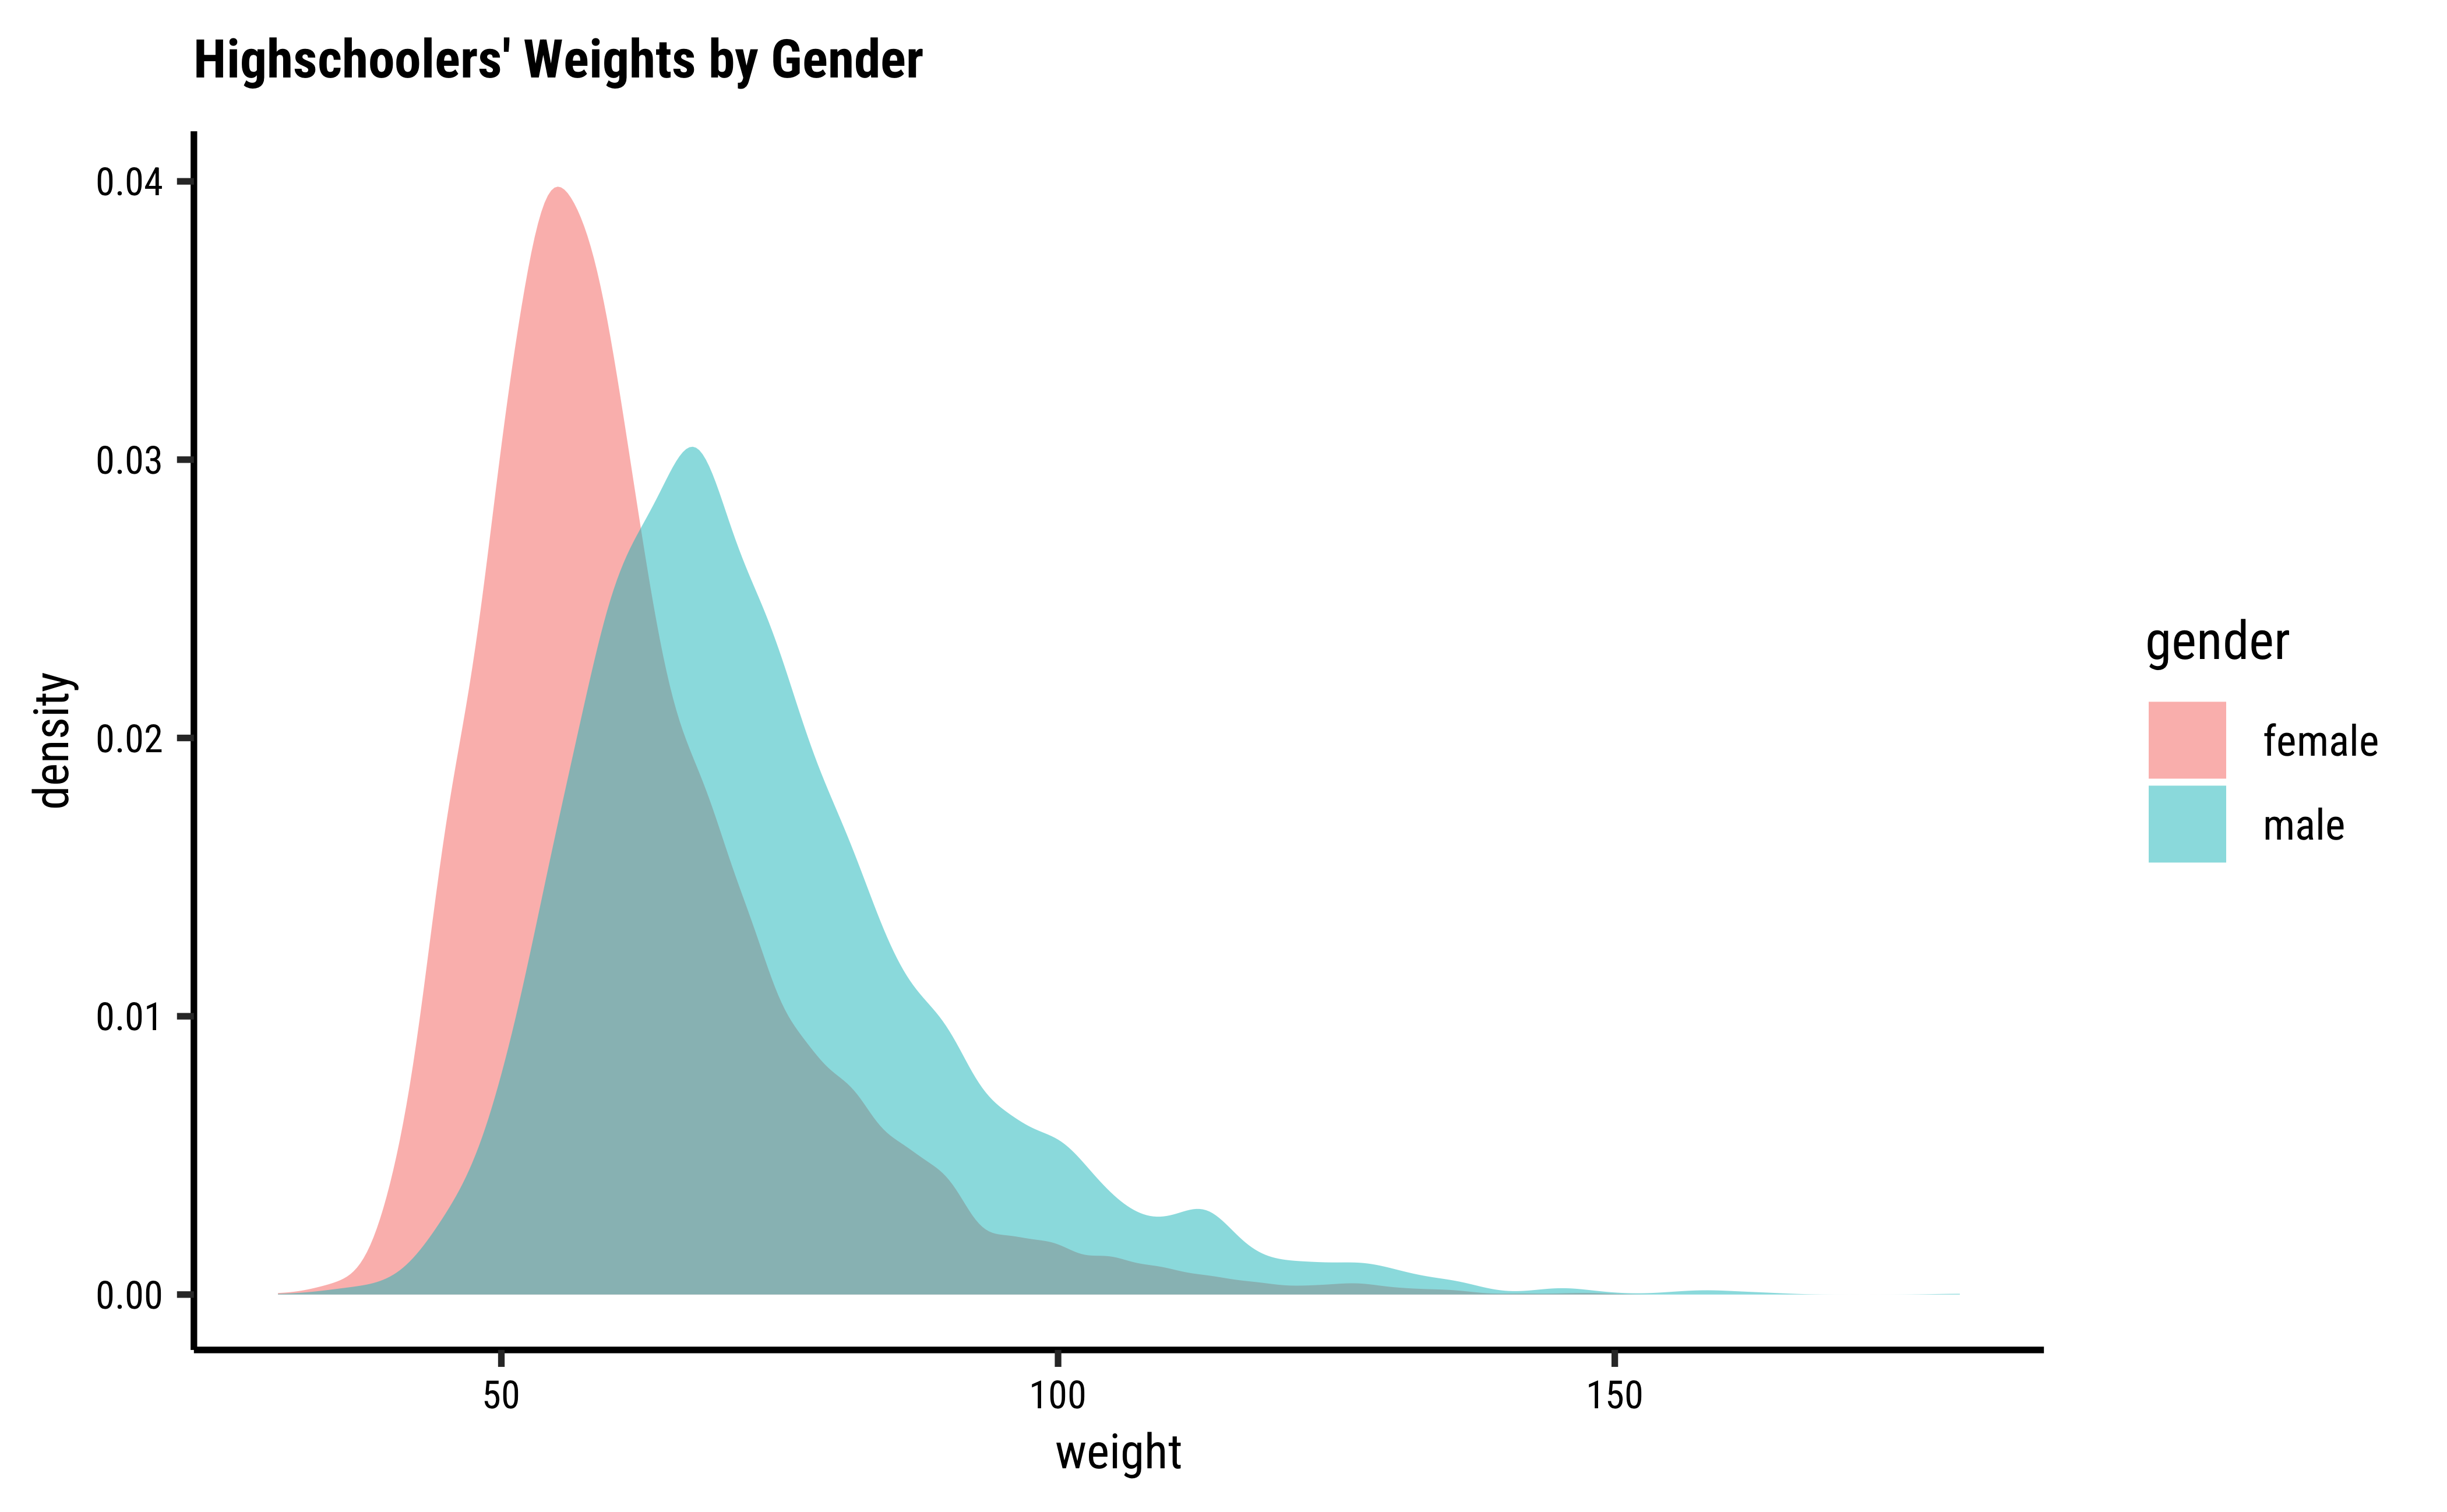 Highschoolers' Weights by Gender
density
0.04
0.03
0.02
0.01
0.00
50 100 150
weight
gender
female
male